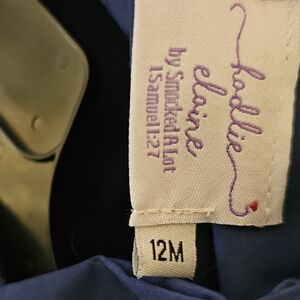 hadlie
elaine
by Smocked A Lot
1 Samuel 1:27
12M